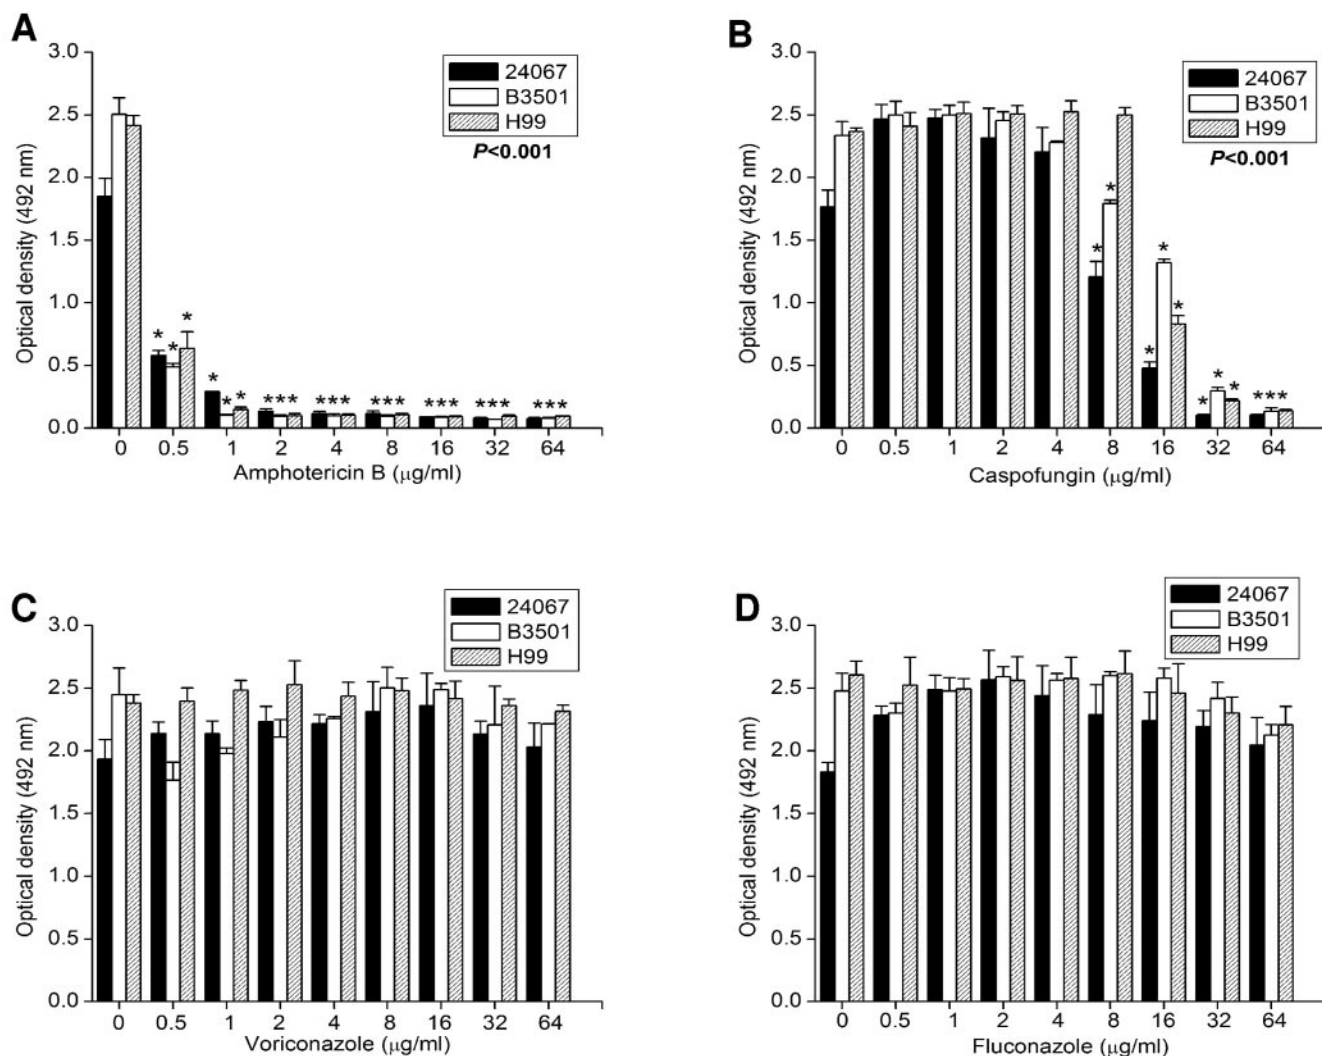 A
3.0
2.5
2.0
1.5
1.0
0.5
0.0
Optical density (492 nm)
24067
B3501
H99
P<0.001
* * *
* * *
*** *** *** *** *** ***
0 0.5 1 2 4 8 16 32 64
Amphotericin B (μg/ml)
B
3.0
2.5
2.0
1.5
1.0
0.5
0.0
Optical density (492 nm)
24067
B3501
H99
P<0.001
* *
* * *
* * *
***
0 0.5 1 2 4 8 16 32 64
Caspofungin (μg/ml)
C
3.0
2.5
2.0
1.5
1.0
0.5
0.0
Optical density (492 nm)
24067
B3501
H99
0 0.5 1 2 4 8 16 32 64
Voriconazole (μg/ml)
D
3.0
2.5
2.0
1.5
1.0
0.5
0.0
Optical density (492 nm)
24067
B3501
H99
0 0.5 1 2 4 8 16 32 64
Fluconazole (μg/ml)